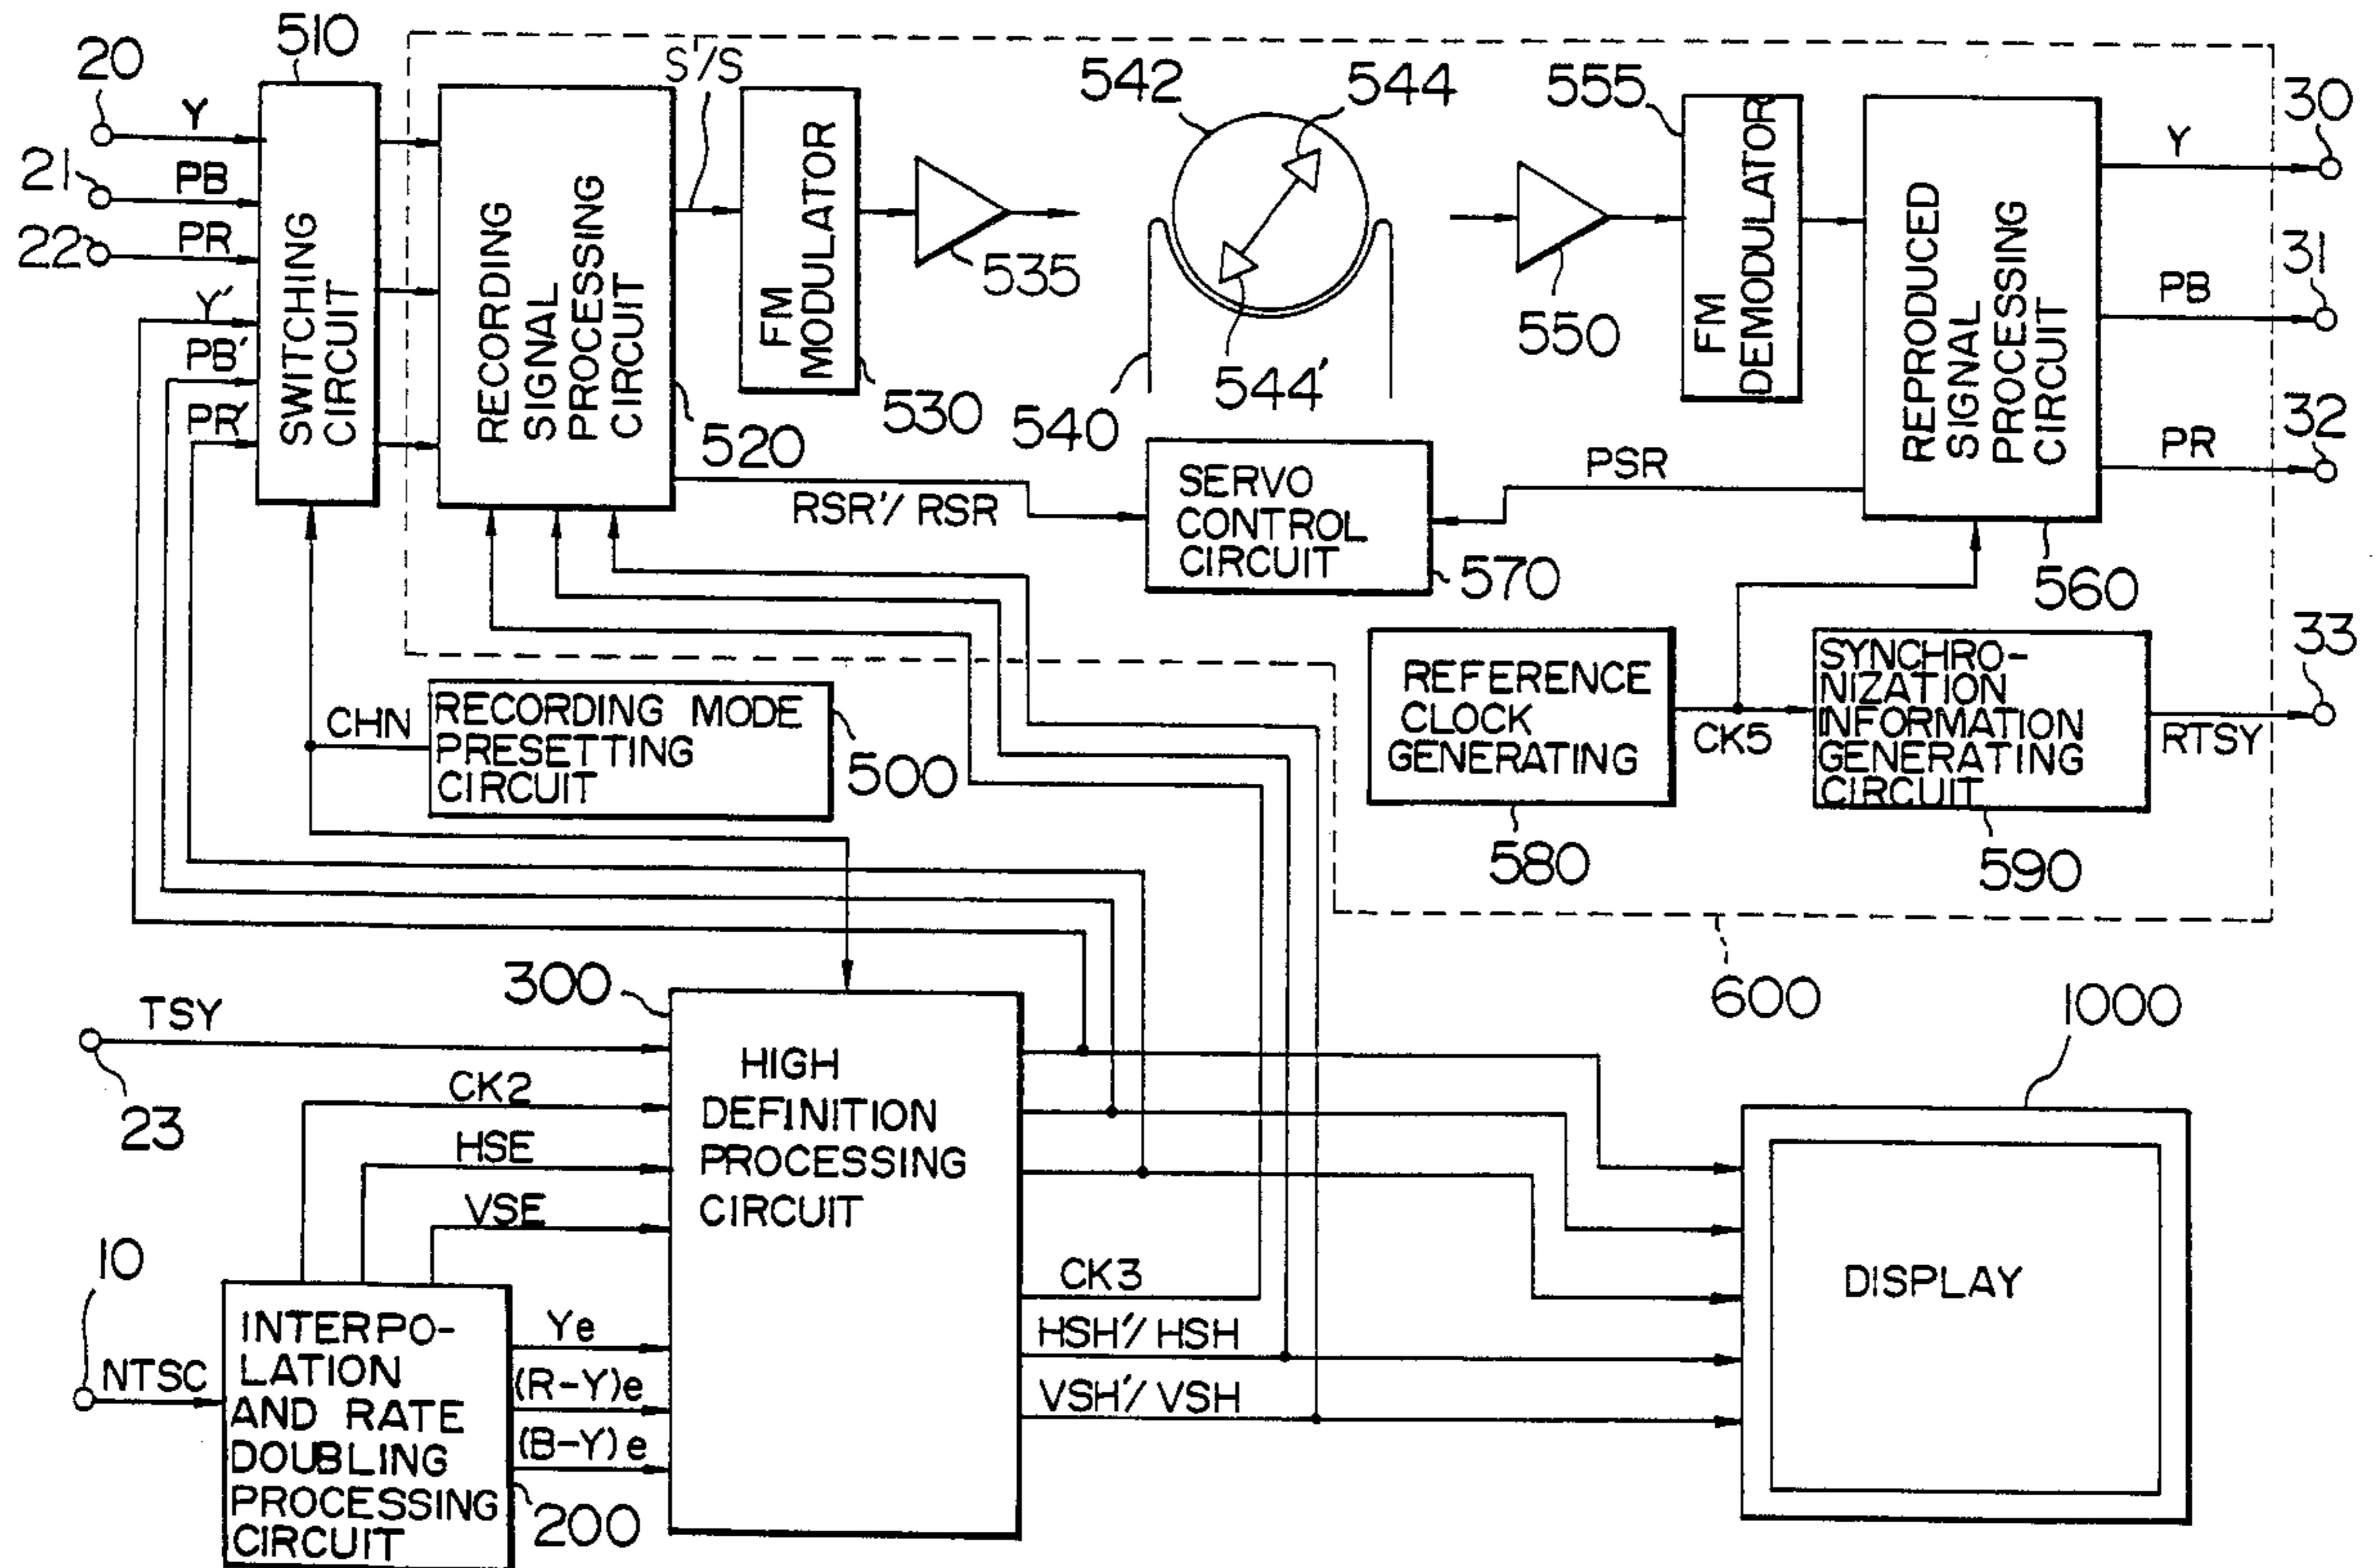 510
20
S'/S
542
544
555
30
Y
Y
21
PB
SWITCHING
CIRCUIT
RECORDING
SIGNAL
PROCESSING
CIRCUIT
FM
MODULATOR
535
550
FM
DEMODULATOR
REPRODUCED
SIGNAL
PROCESSING
CIRCUIT
31
PB
22
PR
Y'
PB'
PR'
544'
540
530
520
32
PR
RSR'/RSR
SERVO
CONTROL
CIRCUIT
PSR
570
560
33
CHN
RECORDING MODE
PRESETTING
CIRCUIT
500
REFERENCE
CLOCK
GENERATING
CK5
SYNCHRO-
NIZATION
INFORMATION
GENERATING
CIRCUIT
RTSY
580
590
600
300
TSY
23
CK2
HSE
VSE
HIGH
DEFINITION
PROCESSING
CIRCUIT
1000
DISPLAY
10
NTSC
INTERPO-
LATION
AND RATE
DOUBLING
PROCESSING
CIRCUIT
200
Ye
(R-Y)e
(B-Y)e
CK3
HSH'/HSH
VSH'/VSH